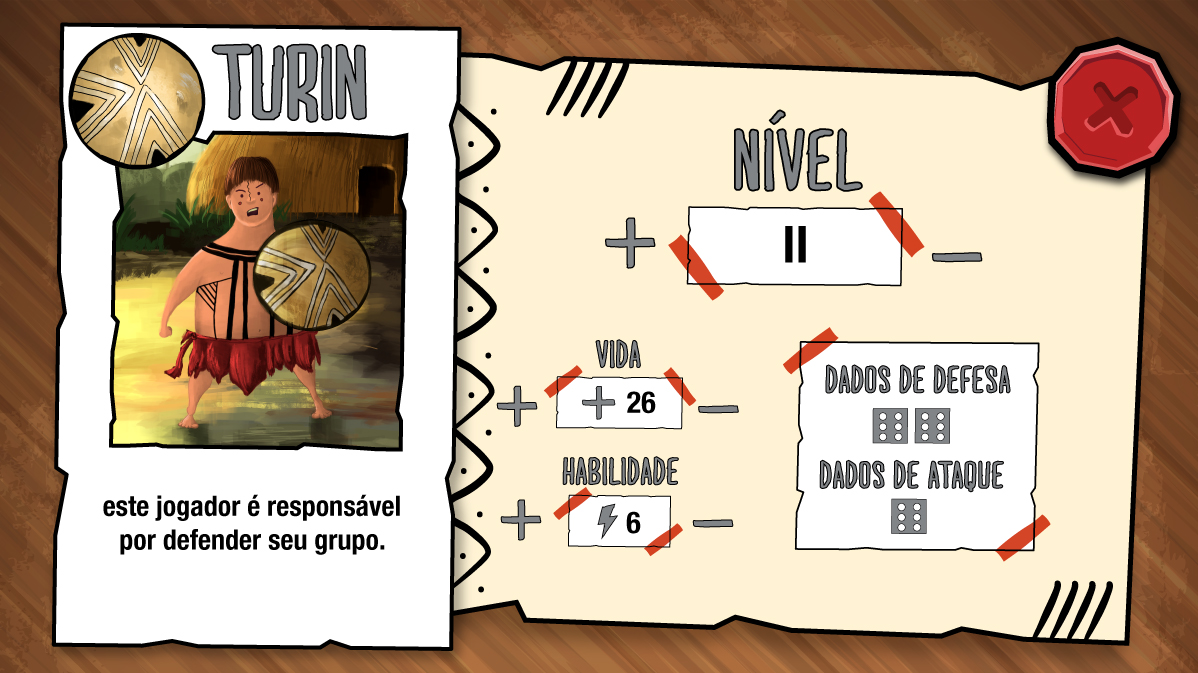 TURIN
este jogador é responsável
por defender seu grupo.
NÍVEL
+ II −
VIDA
+ + 26 −
HABILIDADE
+ 6 −
DADOS DE DEFESA
DADOS DE ATAQUE